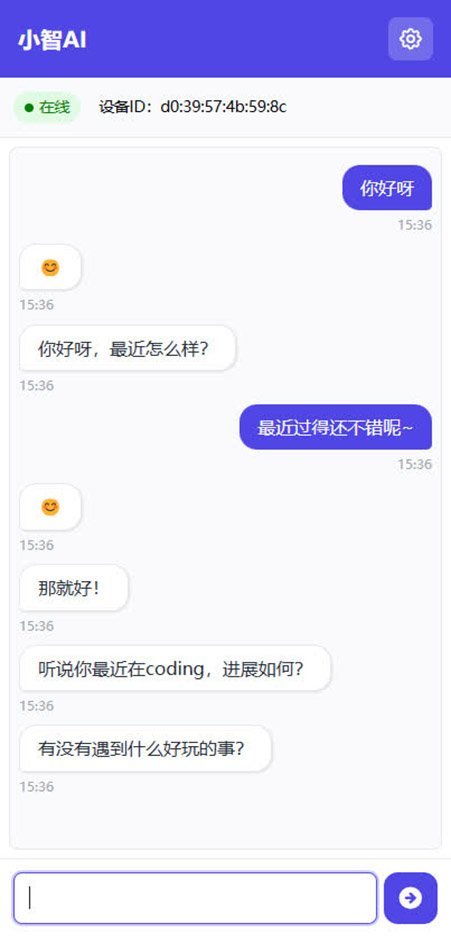 小智AI
在线 设备ID：d0:39:57:4b:59:8c
你好呀
15:36
😊
15:36
你好呀，最近怎么样？
15:36
最近过得还不错呢~
15:36
😊
15:36
那就好！
15:36
听说你最近在coding，进展如何？
15:36
有没有遇到什么好玩的事？
15:36